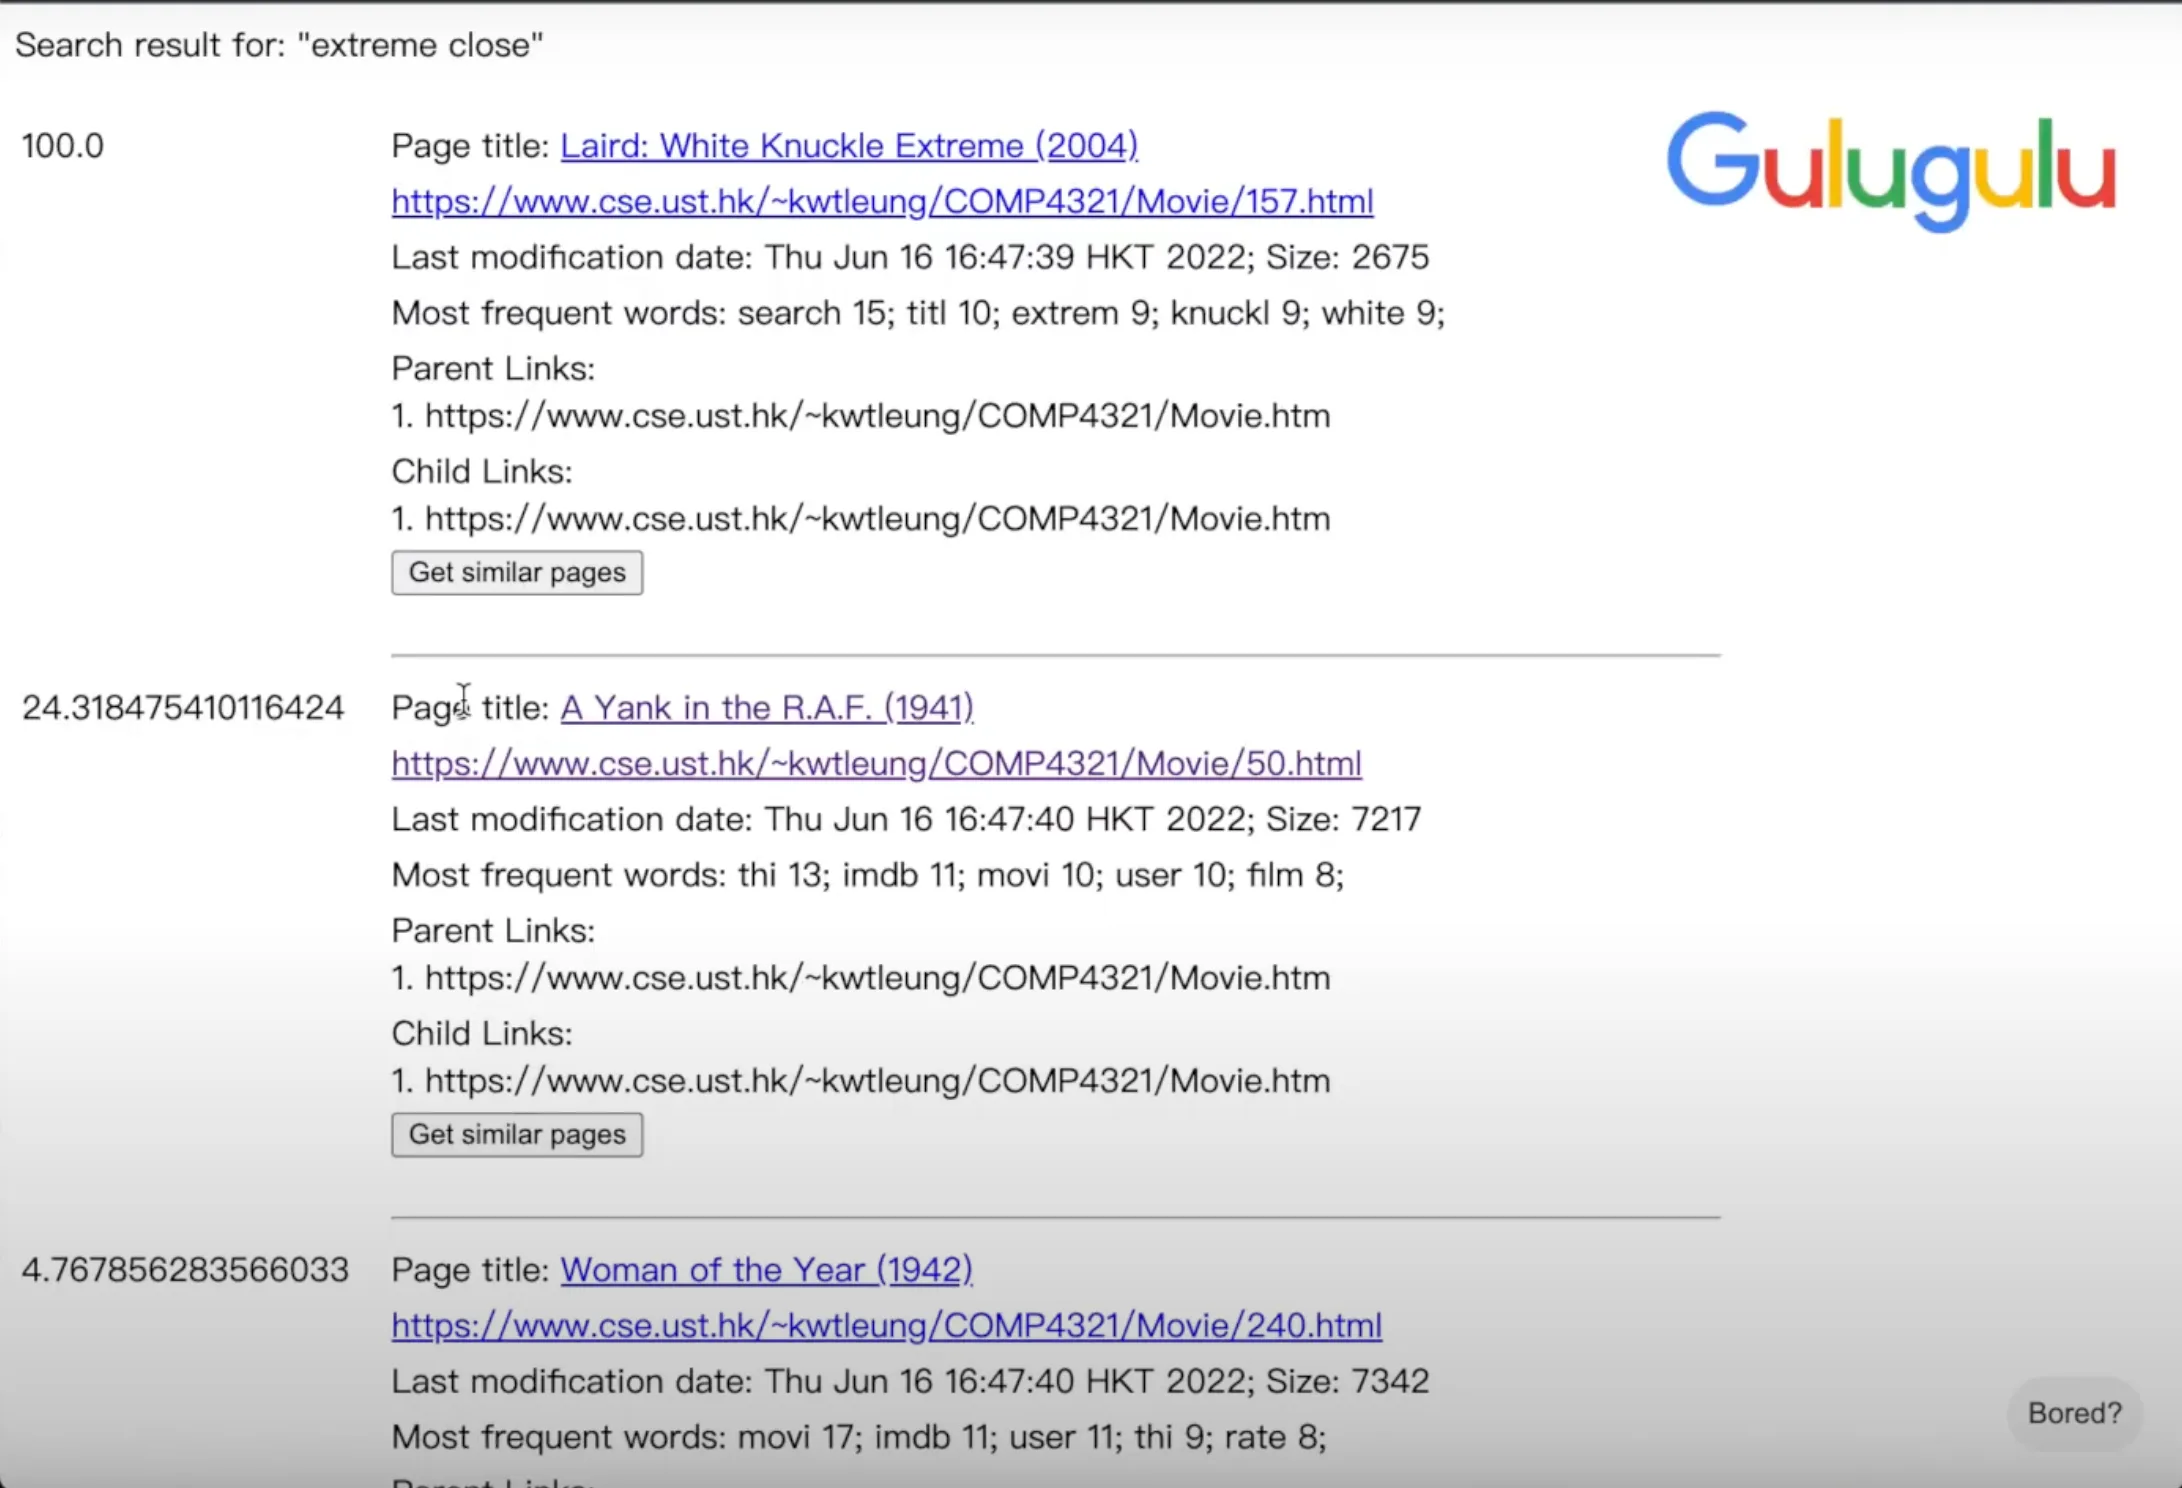 Search result for: "extreme close"
Gulugulu
100.0
Page title: Laird: White Knuckle Extreme (2004)
https://www.cse.ust.hk/~kwtleung/COMP4321/Movie/157.html
Last modification date: Thu Jun 16 16:47:39 HKT 2022; Size: 2675
Most frequent words: search 15; titl 10; extrem 9; knuckl 9; white 9;
Parent Links:
1. https://www.cse.ust.hk/~kwtleung/COMP4321/Movie.htm
Child Links:
1. https://www.cse.ust.hk/~kwtleung/COMP4321/Movie.htm
Get similar pages
24.318475410116424
Page title: A Yank in the R.A.F. (1941)
https://www.cse.ust.hk/~kwtleung/COMP4321/Movie/50.html
Last modification date: Thu Jun 16 16:47:40 HKT 2022; Size: 7217
Most frequent words: thi 13; imdb 11; movi 10; user 10; film 8;
Parent Links:
1. https://www.cse.ust.hk/~kwtleung/COMP4321/Movie.htm
Child Links:
1. https://www.cse.ust.hk/~kwtleung/COMP4321/Movie.htm
Get similar pages
4.767856283566033
Page title: Woman of the Year (1942)
https://www.cse.ust.hk/~kwtleung/COMP4321/Movie/240.html
Last modification date: Thu Jun 16 16:47:40 HKT 2022; Size: 7342
Most frequent words: movi 17; imdb 11; user 11; thi 9; rate 8;
Bored?